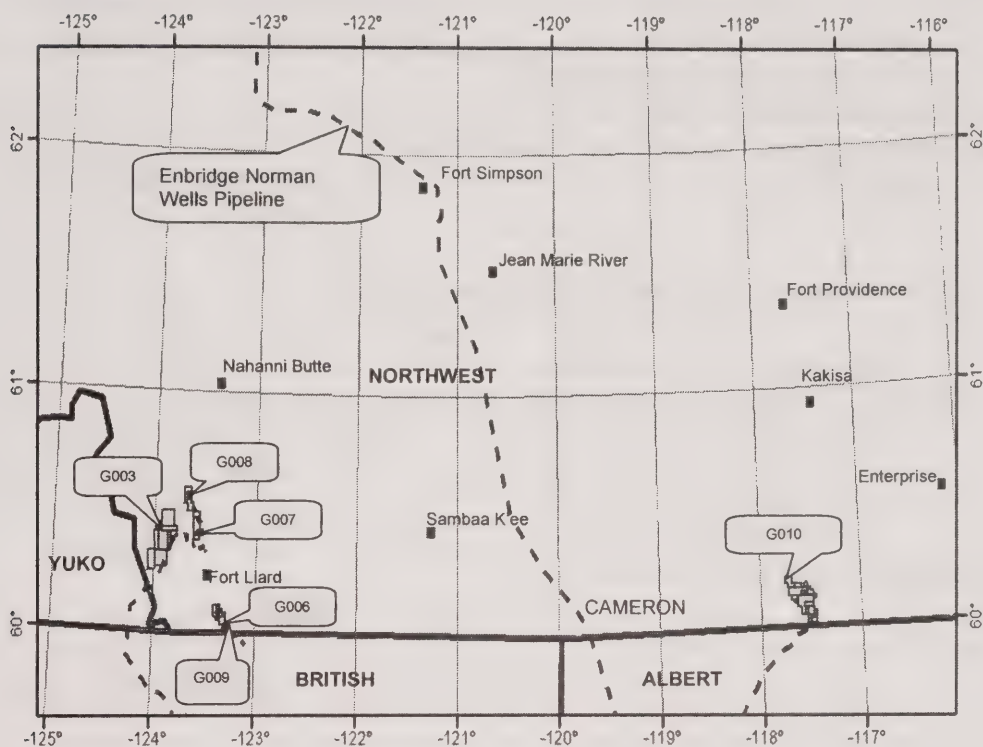 -125° -124° -123° -122° -121° -120° -119° -118° -117° -116°
62° 62°
Enbridge Norman
Wells Pipeline
Fort Simpson
Jean Marie River
Fort Providence
Nahanni Butte
NORTHWEST
61° 61°
Kakisa
G008
G003
Enterprise
G007
Sambaa K'ee
G010
YUKO
Fort Llard
G006
CAMERON
60° 60°
G009
BRITISH
ALBERT
-124° -123° -122° -121° -120° -119° -118° -117°